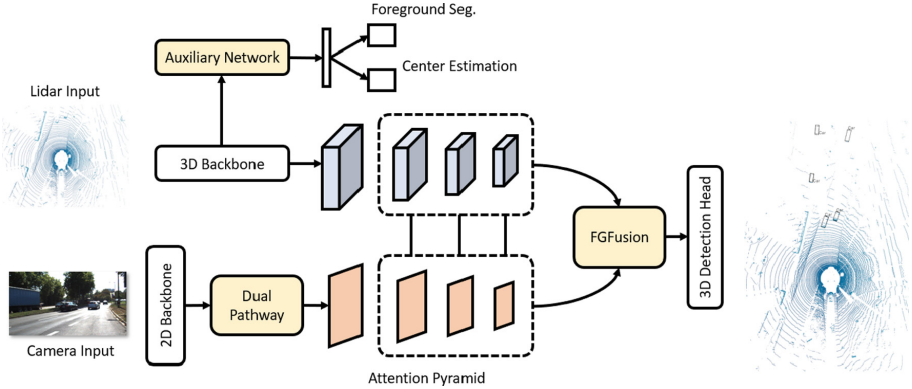 Foreground Seg.
Auxiliary Network
Center Estimation
Lidar Input
3D Backbone
FGFusion
3D Detection Head
2D Backbone
Dual
Pathway
Camera Input
Attention Pyramid